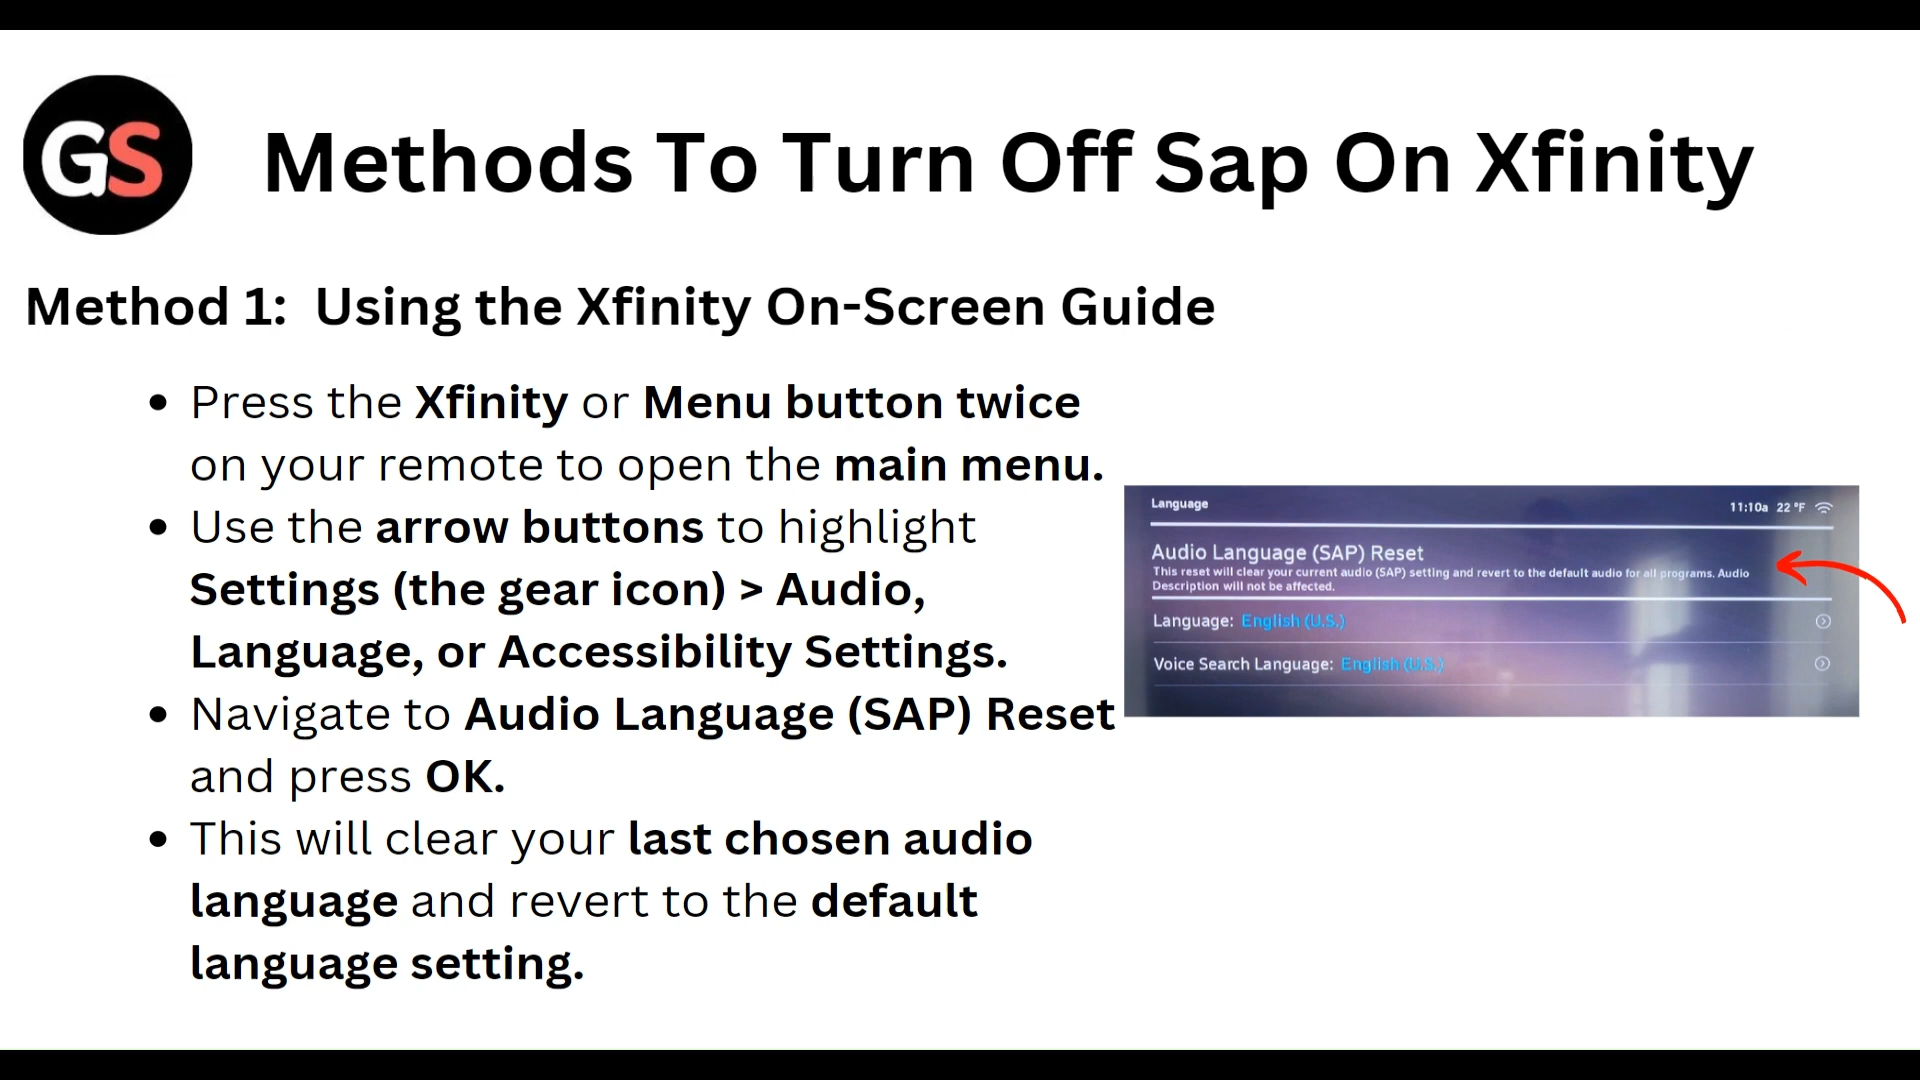 GS
Methods To Turn Off Sap On Xfinity
Method 1:  Using the Xfinity On-Screen Guide
Press the Xfinity or Menu button twice
on your remote to open the main menu.
Use the arrow buttons to highlight
Settings (the gear icon) > Audio,
Language, or Accessibility Settings.
Navigate to Audio Language (SAP) Reset
and press OK.
This will clear your last chosen audio
language and revert to the default
language setting.
Language
11:10a 22 °F
Audio Language (SAP) Reset
This reset will clear your current audio (SAP) setting and revert to the default audio for all programs. Audio
Description will not be affected.
Language: English (U.S.)
Voice Search Language: English (U.S.)